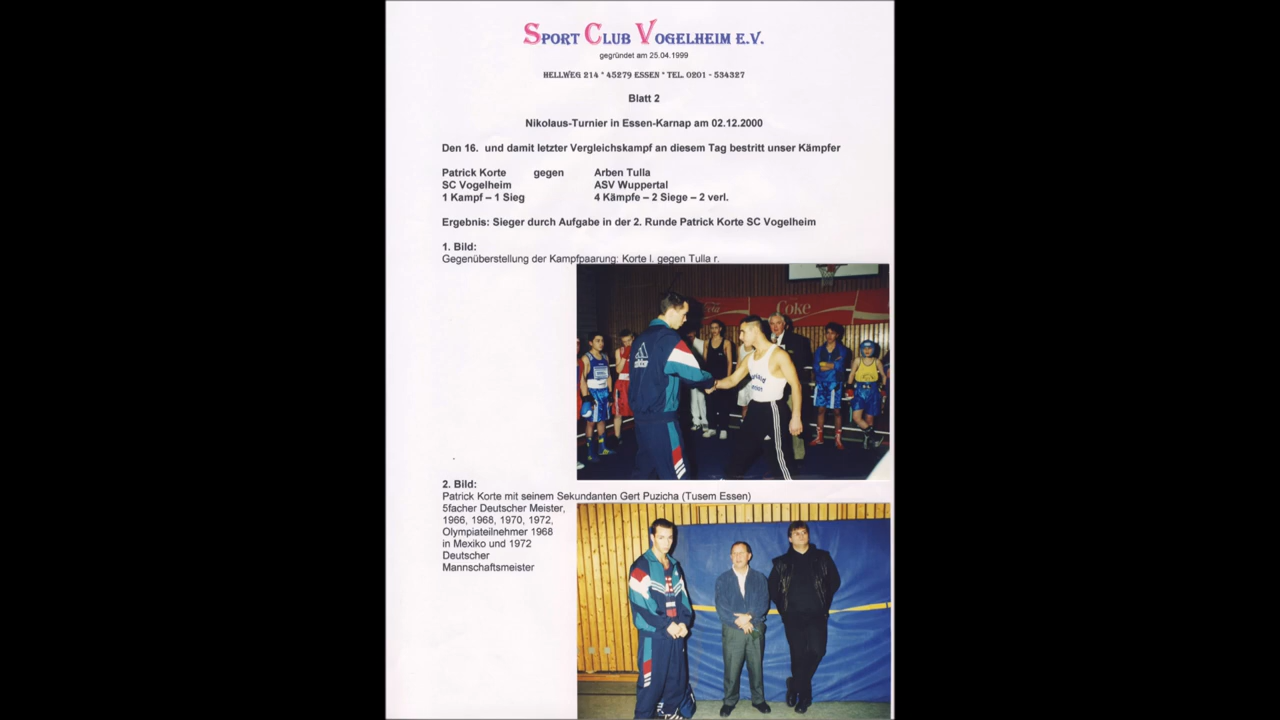 SPORT CLUB VOGELHEIM E.V.
gegründet am 25.04.1999
HELLWEG 214 * 45279 ESSEN * TEL. 0201 - 534327
Blatt 2
Nikolaus-Turnier in Essen-Karnap am 02.12.2000
Den 16. und damit letzter Vergleichskampf an diesem Tag bestritt unser Kämpfer
Patrick Korte gegen Arben Tulla
SC Vogelheim ASV Wuppertal
1 Kampf – 1 Sieg 4 Kämpfe – 2 Siege – 2 verl.
Ergebnis: Sieger durch Aufgabe in der 2. Runde Patrick Korte SC Vogelheim
1. Bild:
Gegenüberstellung der Kampfpaarung: Korte l. gegen Tulla r.
Coke
adidas
2. Bild:
Patrick Korte mit seinem Sekundanten Gert Puzicha (Tusem Essen)
5facher Deutscher Meister,
1966, 1968, 1970, 1972,
Olympiateilnehmer 1968
in Mexiko und 1972
Deutscher
Mannschaftsmeister